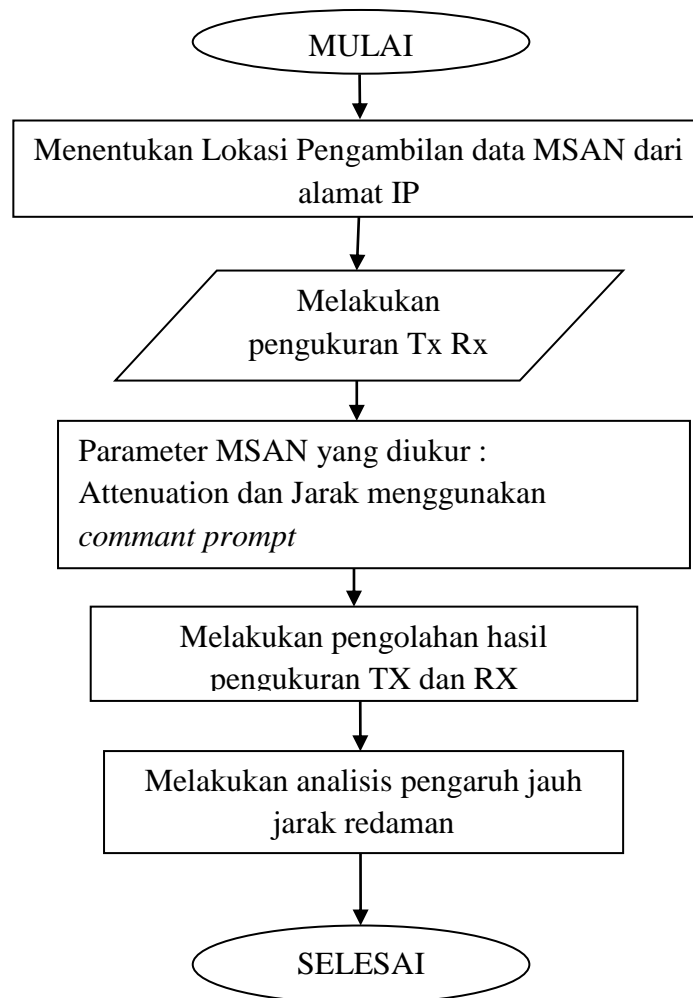 MULAI
Menentukan Lokasi Pengambilan data MSAN dari
alamat IP
Melakukan
pengukuran Tx Rx
Parameter MSAN yang diukur :
Attenuation dan Jarak menggunakan
commant prompt
Melakukan pengolahan hasil
pengukuran TX dan RX
Melakukan analisis pengaruh jauh
jarak redaman
SELESAI